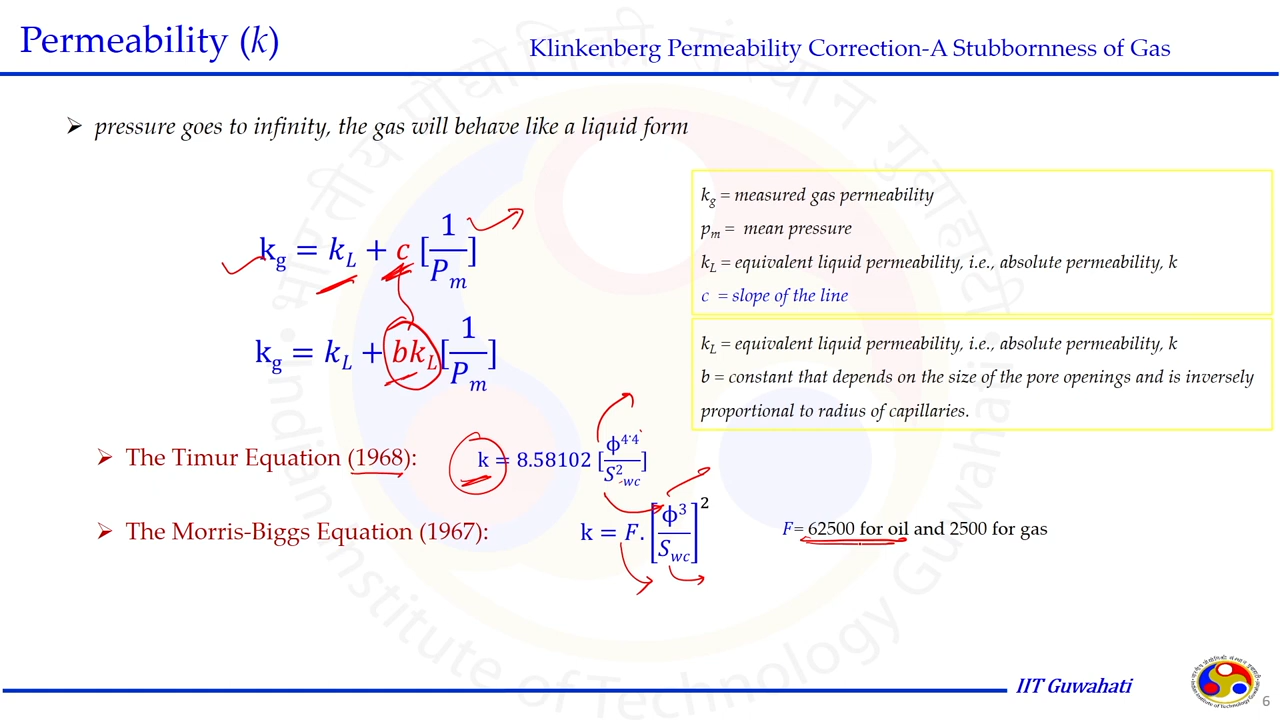 Permeability (k)
Klinkenberg Permeability Correction-A Stubbornness of Gas
➢ pressure goes to infinity, the gas will behave like a liquid form
k_g = k_L + c [1/P_m]
k_g = k_L + bk_L[1/P_m]
k_g = measured gas permeability
p_m = mean pressure
k_L = equivalent liquid permeability, i.e., absolute permeability, k
c = slope of the line
k_L = equivalent liquid permeability, i.e., absolute permeability, k
b = constant that depends on the size of the pore openings and is inversely
proportional to radius of capillaries.
➢ The Timur Equation (1968): k = 8.58102 [ϕ^4.4/S^2_wc]
➢ The Morris-Biggs Equation (1967): k = F. [ϕ^3/S_wc]^2 F= 62500 for oil and 2500 for gas
Indian Institute of Technology Guwahati
IIT Guwahati
6